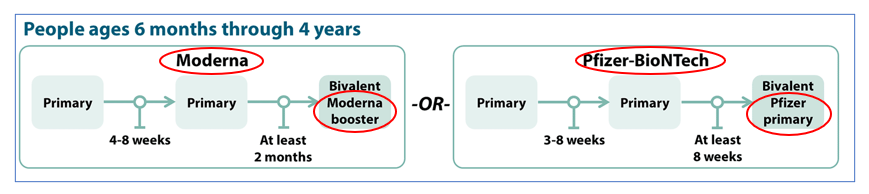 People ages 6 months through 4 years
Moderna
Primary
Primary
Bivalent
Moderna
booster
4-8 weeks
At least
2 months
-OR-
Pfizer-BioNTech
Primary
Primary
Bivalent
Pfizer
primary
3-8 weeks
At least
8 weeks